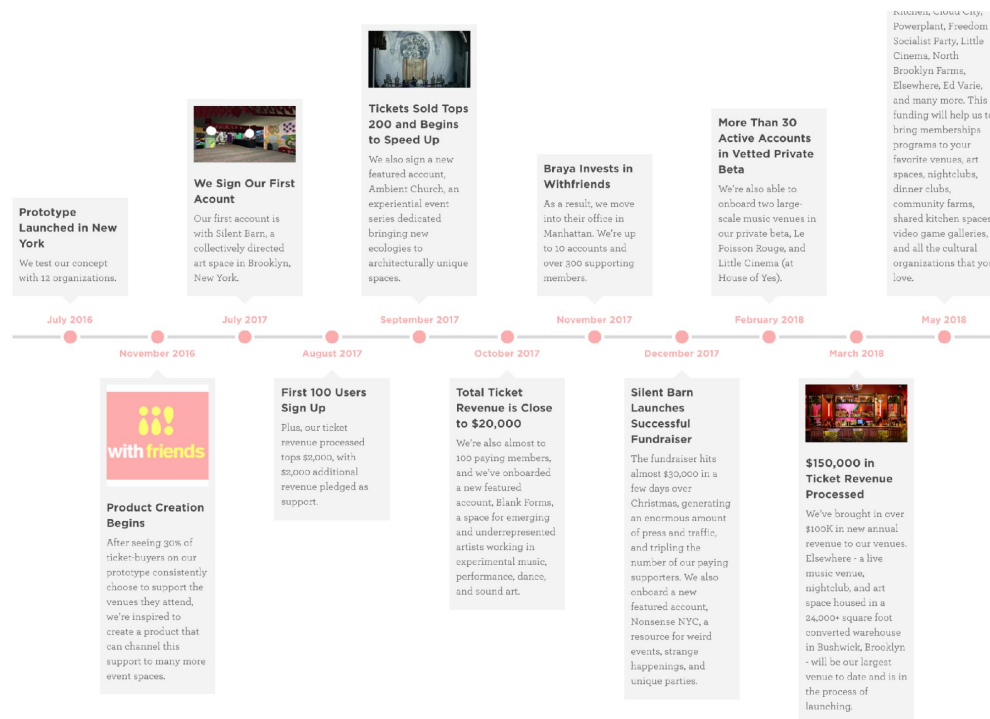 Prototype
Launched in New
York
We test our concept
with 12 organizations.
July 2016
November 2016
with friends
Product Creation
Begins
After seeing 30% of
ticket-buyers on our
prototype consistently
choose to support the
venues they attend,
we're inspired to
create a product that
can channel this
support to many more
event spaces.
We Sign Our First
Acount
Our first account is
with Silent Barn, a
collectively directed
art space in Brooklyn,
New York.
July 2017
August 2017
First 100 Users
Sign Up
Plus, our ticket
revenue processed
tops $2,000, with
$2,000 additional
revenue pledged as
support.
Tickets Sold Tops
200 and Begins
to Speed Up
We also sign a new
featured account,
Ambient Church, an
experiential event
series dedicated
bringing new
ecologies to
architecturally unique
spaces.
September 2017
October 2017
Total Ticket
Revenue is Close
to $20,000
We're also almost to
100 paying members,
and we've onboarded
a new featured
account, Blank Forms,
a space for emerging
and underrepresented
artists working in
experimental music,
performance, dance,
and sound art.
Braya Invests in
Withfriends
As a result, we move
into their office in
Manhattan. We're up
to 10 accounts and
over 300 supporting
members.
November 2017
December 2017
Silent Barn
Launches
Successful
Fundraiser
The fundraiser hits
almost $30,000 in a
few days over
Christmas, generating
an enormous amount
of press and traffic,
and tripling the
number of our paying
supporters. We also
onboard a new
featured account,
Nonsense NYC, a
resource for weird
events, strange
happenings, and
unique parties.
More Than 30
Active Accounts
in Vetted Private
Beta
We're also able to
onboard two large-
scale music venues in
our private beta, Le
Poisson Rouge, and
Little Cinema (at
House of Yes).
February 2018
March 2018
$150,000 in
Ticket Revenue
Processed
We've brought in over
$100K in new annual
revenue to our venues.
Elsewhere - a live
music venue,
nightclub, and art
space housed in a
24,000+ square foot
converted warehouse
in Bushwick, Brooklyn
- will be our largest
venue to date and is in
the process of
launching.
Kitchen, Cloud City,
Powerplant, Freedom
Socialist Party, Little
Cinema, North
Brooklyn Farms,
Elsewhere, Ed Varie,
and many more. This
funding will help us to
bring memberships
programs to your
favorite venues, art
spaces, nightclubs,
dinner clubs,
community farms,
shared kitchen spaces,
video game galleries,
and all the cultural
organizations that you
love.
May 2018